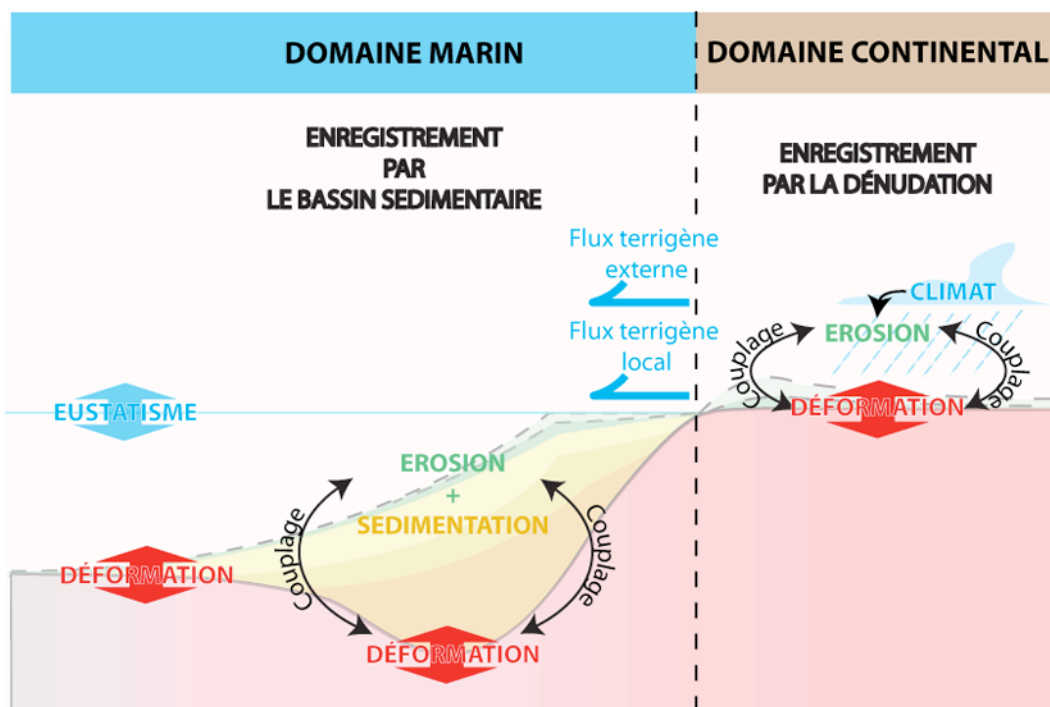 DOMAINE MARIN
DOMAINE CONTINENTAL
ENREGISTREMENT
PAR
LE BASSIN SEDIMENTAIRE
ENREGISTREMENT
PAR LA DÉNUDATION
Flux terrigène
externe
CLIMAT
Flux terrigène
local
EROSION
Couplage
Couplage
DÉFORMATION
EUSTATISME
EROSION
+
SEDIMENTATION
Couplage
Couplage
DÉFORMATION
DÉFORMATION